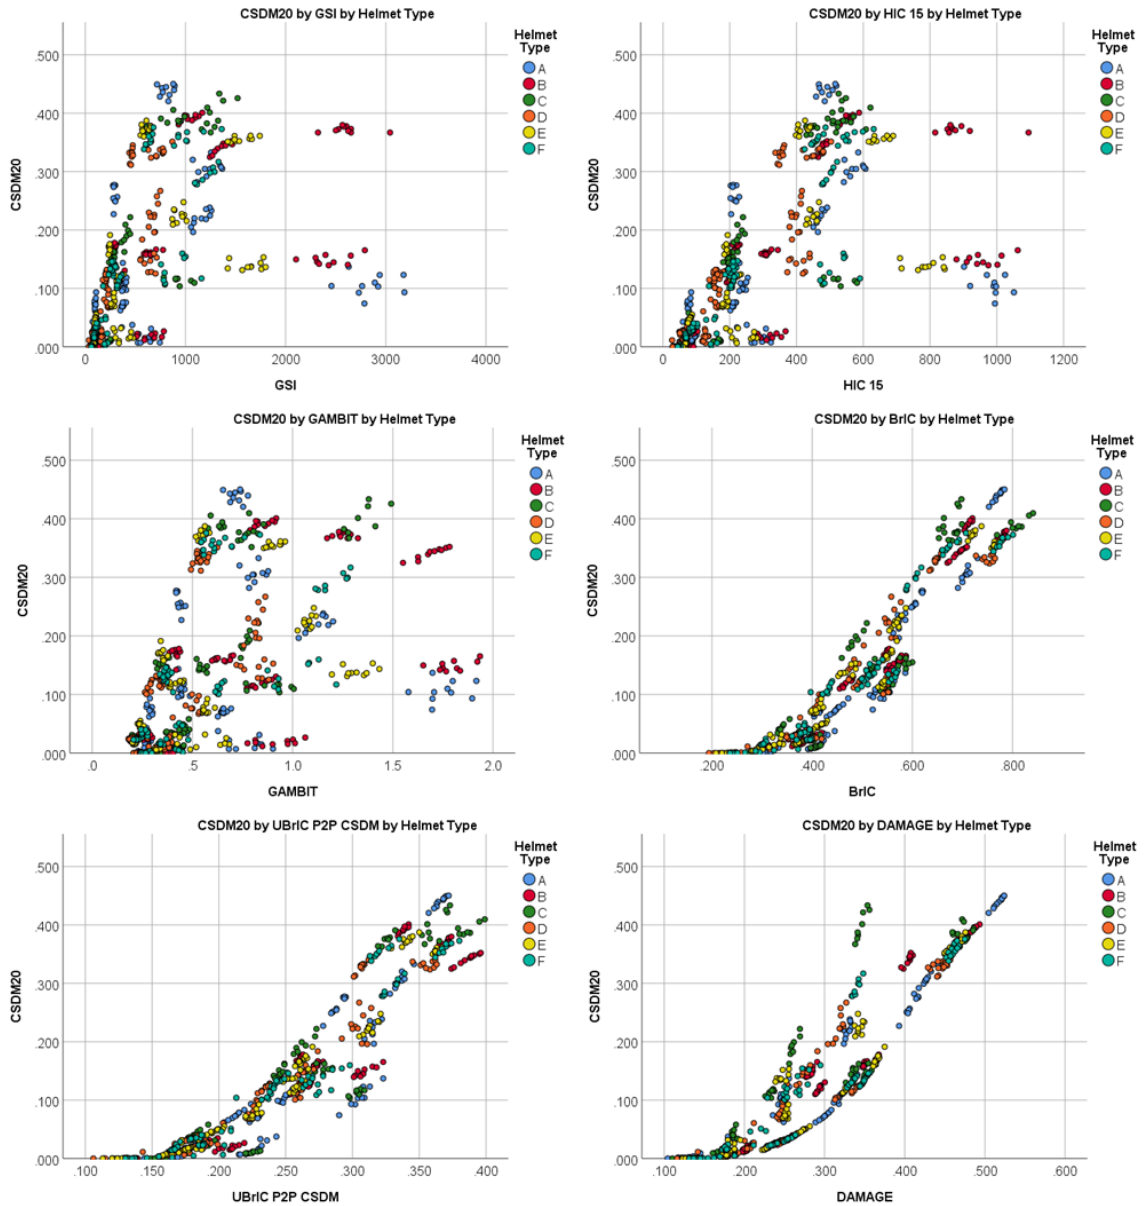 CSDM20 by GSI by Helmet Type
CSDM20
.500
.400
.300
.200
.100
.000
0
1000
2000
3000
4000
GSI
Helmet
Type
A
B
C
D
E
F
CSDM20 by HIC 15 by Helmet Type
CSDM20
.500
.400
.300
.200
.100
.000
0
200
400
600
800
1000
1200
HIC 15
Helmet
Type
A
B
C
D
E
F
CSDM20 by GAMBIT by Helmet Type
CSDM20
.500
.400
.300
.200
.100
.000
.0
.5
1.0
1.5
2.0
GAMBIT
Helmet
Type
A
B
C
D
E
F
CSDM20 by BrIC by Helmet Type
CSDM20
.500
.400
.300
.200
.100
.000
.200
.400
.600
.800
BrIC
Helmet
Type
A
B
C
D
E
F
CSDM20 by UBrIC P2P CSDM by Helmet Type
CSDM20
.500
.400
.300
.200
.100
.000
.100
.150
.200
.250
.300
.350
.400
UBrIC P2P CSDM
Helmet
Type
A
B
C
D
E
F
CSDM20 by DAMAGE by Helmet Type
CSDM20
.500
.400
.300
.200
.100
.000
.100
.200
.300
.400
.500
.600
DAMAGE
Helmet
Type
A
B
C
D
E
F